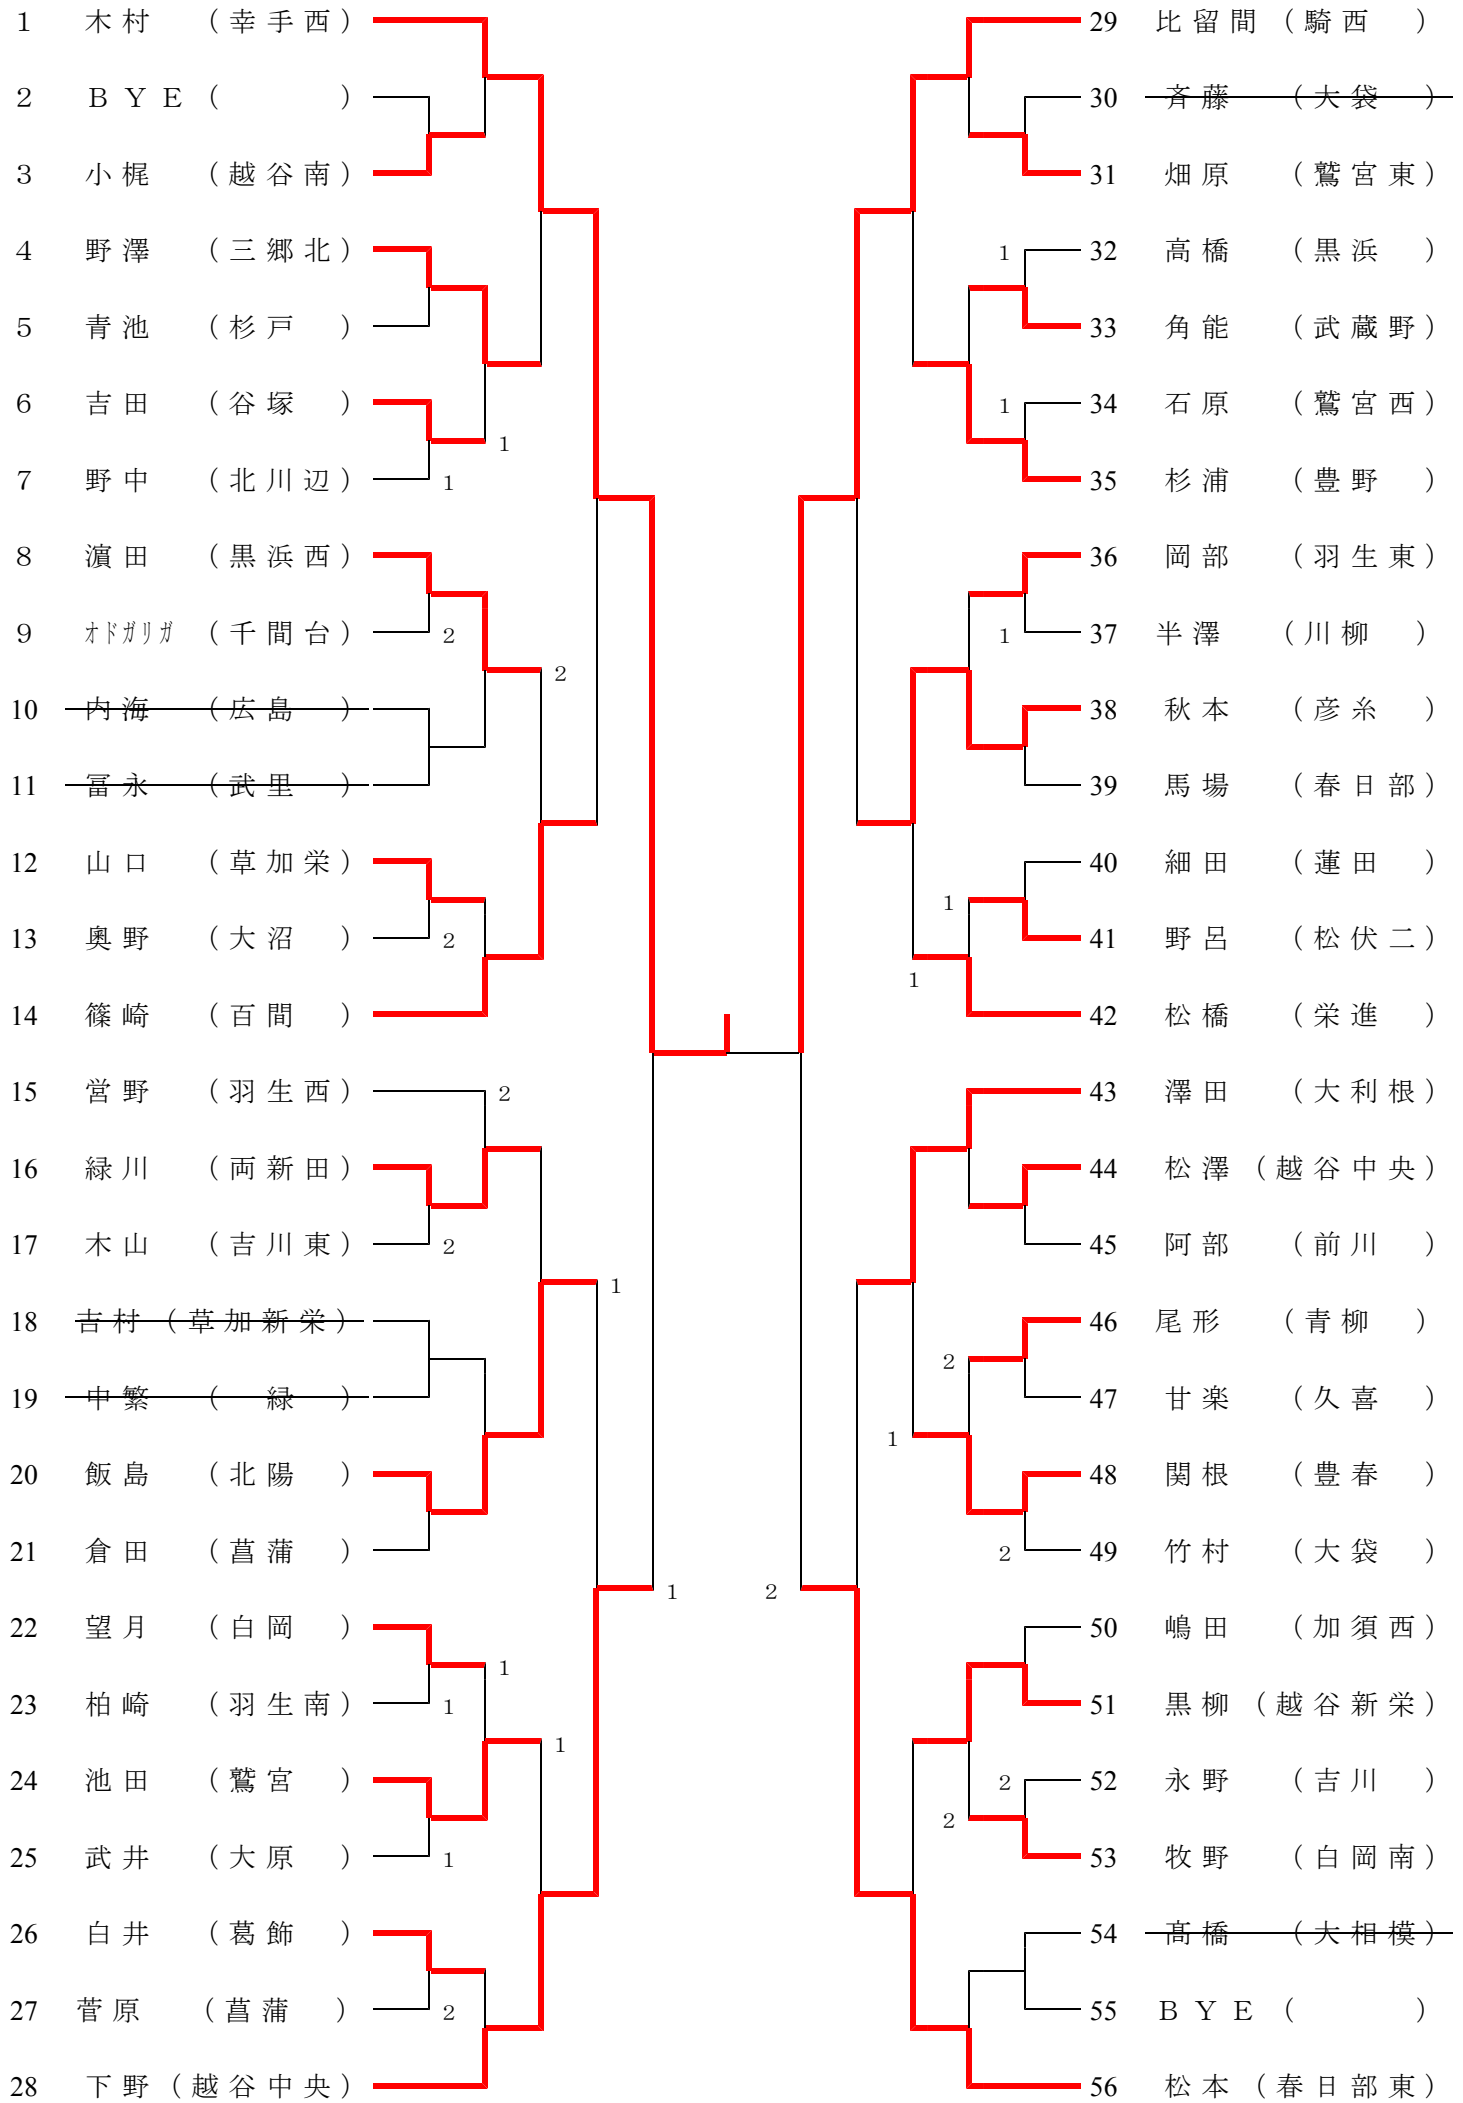 1 木村 (幸手西)
2 ＢＹＥ ( )
3 小梶 (越谷南)
4 野澤 (三郷北)
5 青池 (杉戸 )
6 吉田 (谷塚 )
1
7 野中 (北川辺) 1
8 濵田 (黒浜西)
9 ｵﾄﾞｶﾞﾘｶﾞ (千間台) 2
2
10 内海 (広島 )
11 冨永 (武里 )
12 山口 (草加栄)
13 奥野 (大沼 ) 2
14 篠崎 (百間 )
15 営野 (羽生西) 2
16 緑川 (両新田)
17 木山 (吉川東) 2
1
18 吉村 (草加新栄)
19 中繁 ( 緑 )
20 飯島 (北陽 )
21 倉田 (菖蒲 )
1
22 望月 (白岡 )
1
23 柏崎 (羽生南) 1
1
24 池田 (鷲宮 )
25 武井 (大原 ) 1
26 白井 (葛飾 )
27 菅原 (菖蒲 ) 2
28 下野 (越谷中央)
29 比留間 (騎西 )
30 斉藤 (大袋 )
31 畑原 (鷲宮東)
1 32 高橋 (黒浜 )
33 角能 (武蔵野)
1 34 石原 (鷲宮西)
35 杉浦 (豊野 )
36 岡部 (羽生東)
1 37 半澤 (川柳 )
38 秋本 (彦糸 )
39 馬場 (春日部)
40 細田 (蓮田 )
1
41 野呂 (松伏二)
1
42 松橋 (栄進 )
43 澤田 (大利根)
44 松澤 (越谷中央)
45 阿部 (前川 )
46 尾形 (青柳 )
2
47 甘楽 (久喜 )
1
48 関根 (豊春 )
2 49 竹村 (大袋 )
2
50 嶋田 (加須西)
51 黒柳 (越谷新栄)
2 52 永野 (吉川 )
2
53 牧野 (白岡南)
54 髙橋 (大相模)
55 ＢＹＥ ( )
56 松本 (春日部東)